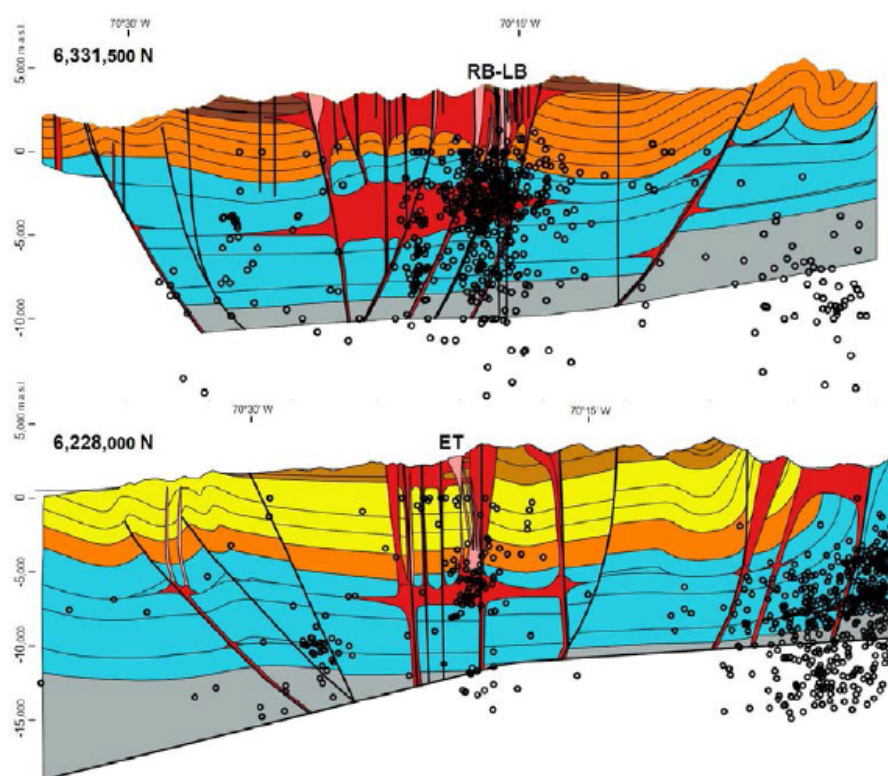 70°30' W 70°15' W
6,331,500 N
RB-LB
5,000 m a.s.l.
0
-5,000
-10,000
70°30' W 70°15' W
6,228,000 N
ET
5,000 m a.s.l.
0
-5,000
-10,000
-15,000